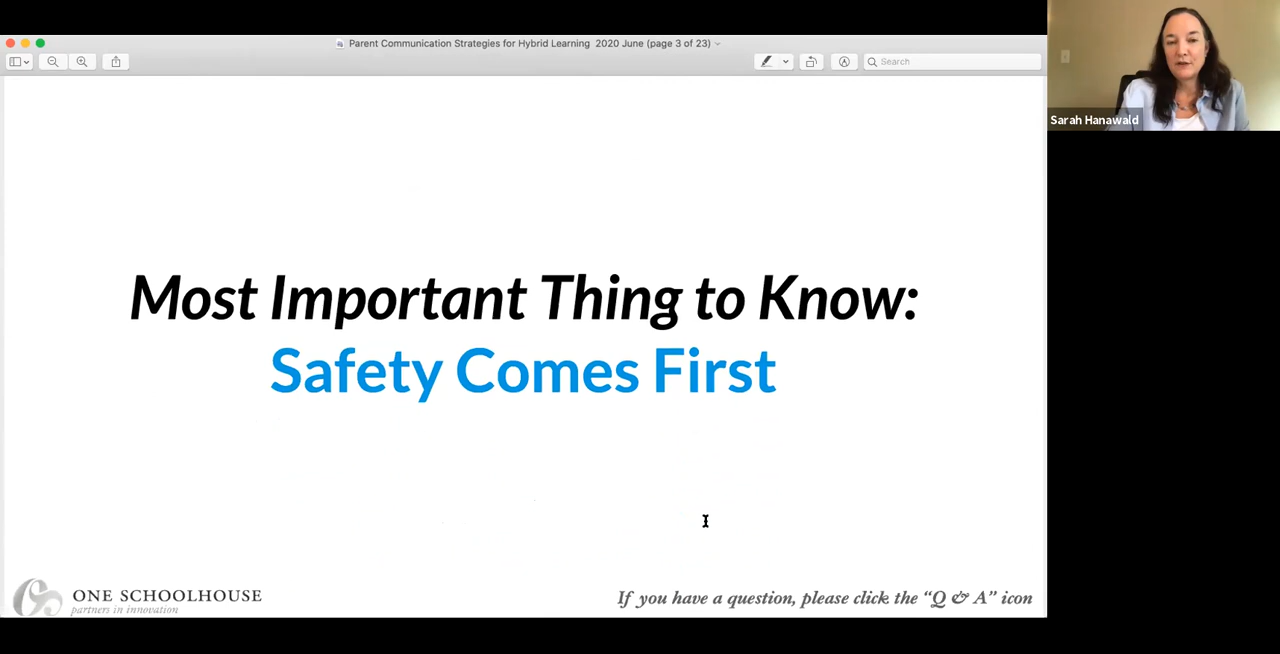 Parent Communication Strategies for Hybrid Learning 2020 June (page 3 of 23)
Search
Sarah Hanawald
Most Important Thing to Know:
Safety Comes First
ONE SCHOOLHOUSE
partners in innovation
If you have a question, please click the “Q & A” icon